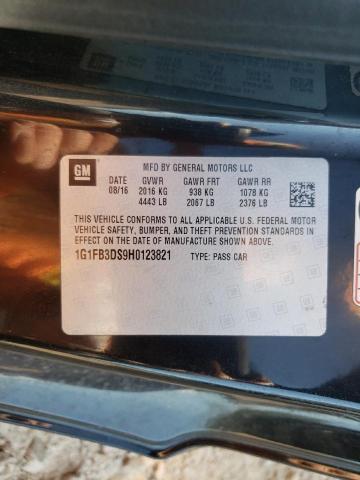 GM
MFD BY GENERAL MOTORS LLC
DATE GVWR GAWR FRT GAWR RR
08/16 2016 KG 938 KG 1078 KG
4443 LB 2067 LB 2376 LB
THIS VEHICLE CONFORMS TO ALL APPLICABLE U.S. FEDERAL MOTOR
VEHICLE SAFETY, BUMPER, AND THEFT PREVENTION STANDARDS IN
EFFECT ON THE DATE OF MANUFACTURE SHOWN ABOVE.
1G1FB3DS9H0123821 TYPE: PASS CAR